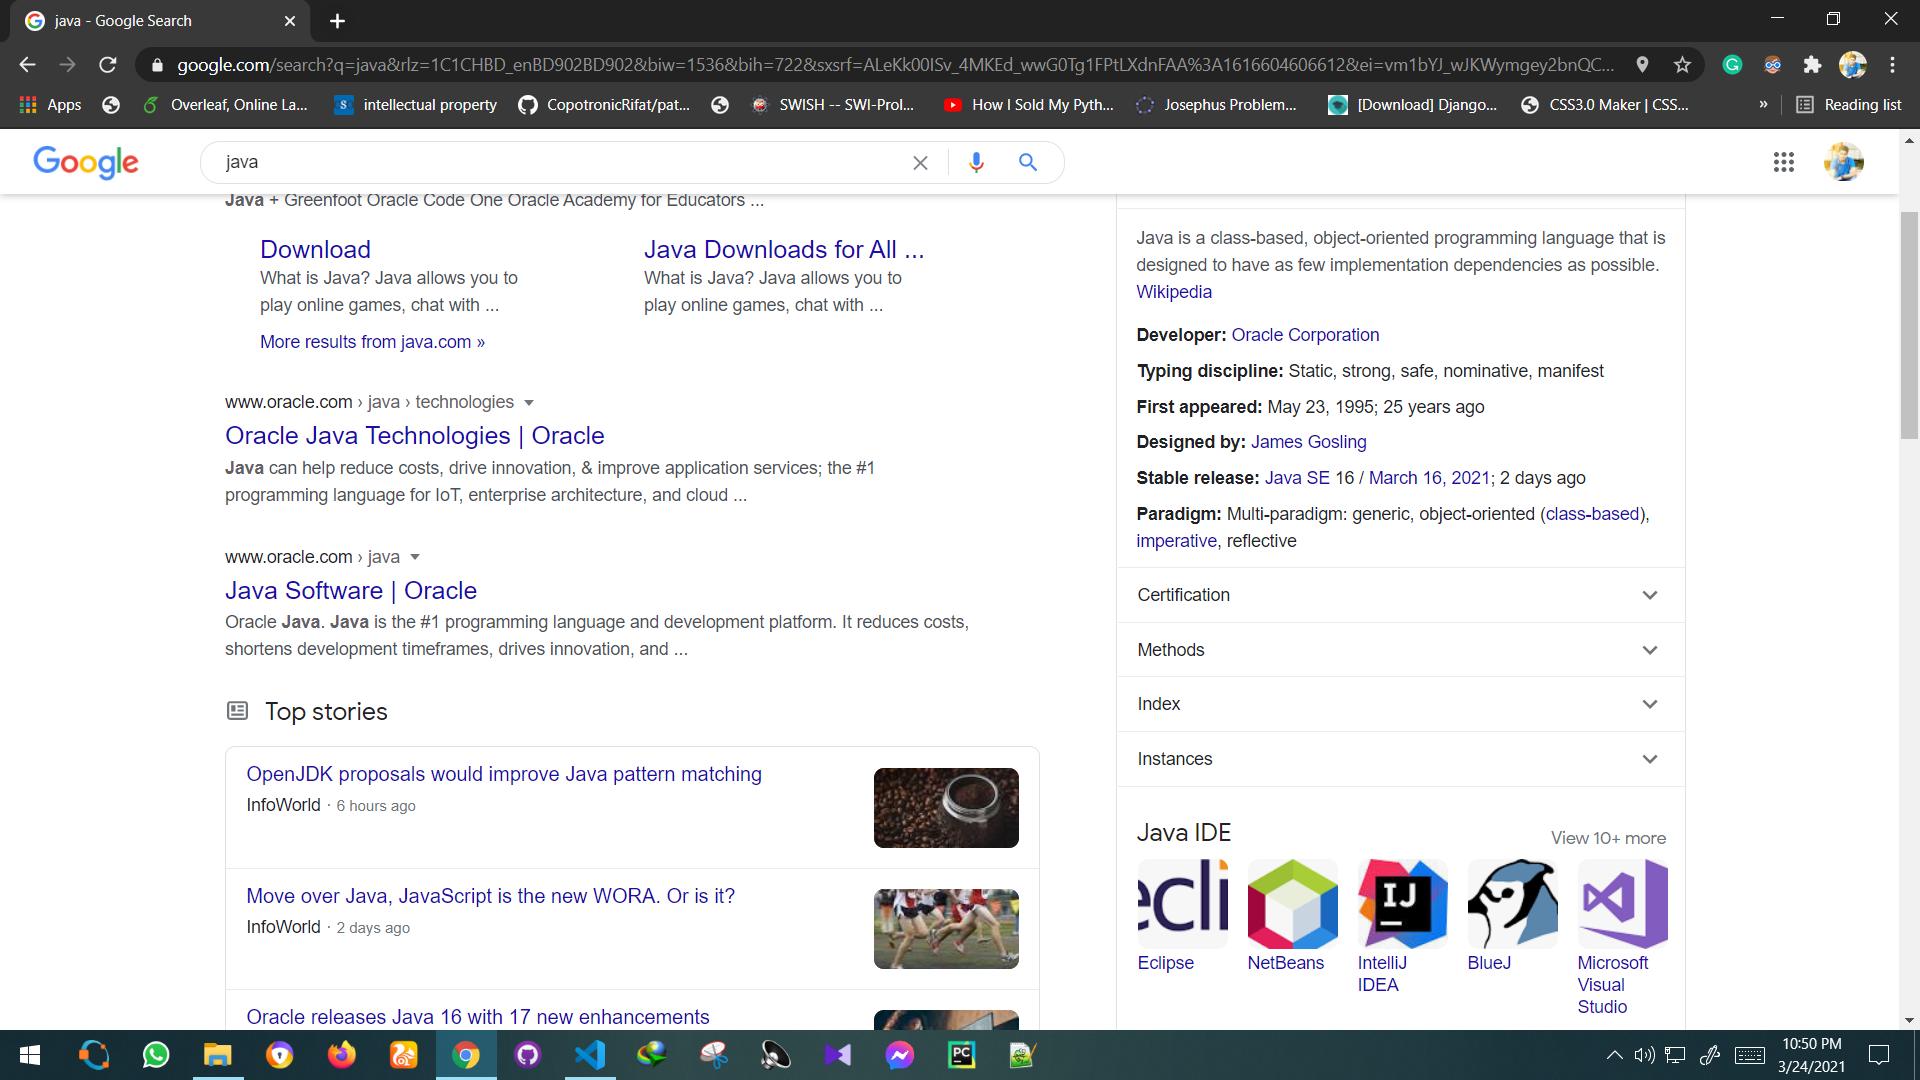 java - Google Search
google.com/search?q=java&rlz=1C1CHBD_enBD902BD902&biw=1536&bih=722&sxsrf=ALeKk00ISv_4MKEd_wwG0Tg1FPtLXdnFAA%3A1616604606612&ei=vm1bYJ_wJKWymgey2bnQC...
Apps
Overleaf, Online La...
S intellectual property
CopotronicRifat/pat...
SWISH -- SWI-Prol...
How I Sold My Pyth...
Josephus Problem...
[Download] Django...
CSS3.0 Maker | CSS...
»
Reading list
Google
java
Java + Greenfoot Oracle Code One Oracle Academy for Educators ...
Download
What is Java? Java allows you to
play online games, chat with ...
Java Downloads for All ...
What is Java? Java allows you to
play online games, chat with ...
More results from java.com »
www.oracle.com › java › technologies
Oracle Java Technologies | Oracle
Java can help reduce costs, drive innovation, & improve application services; the #1
programming language for IoT, enterprise architecture, and cloud ...
www.oracle.com › java
Java Software | Oracle
Oracle Java. Java is the #1 programming language and development platform. It reduces costs,
shortens development timeframes, drives innovation, and ...
Top stories
OpenJDK proposals would improve Java pattern matching
InfoWorld · 6 hours ago
Move over Java, JavaScript is the new WORA. Or is it?
InfoWorld · 2 days ago
Oracle releases Java 16 with 17 new enhancements
Java is a class-based, object-oriented programming language that is
designed to have as few implementation dependencies as possible.
Wikipedia
Developer: Oracle Corporation
Typing discipline: Static, strong, safe, nominative, manifest
First appeared: May 23, 1995; 25 years ago
Designed by: James Gosling
Stable release: Java SE 16 / March 16, 2021; 2 days ago
Paradigm: Multi-paradigm: generic, object-oriented (class-based),
imperative, reflective
Certification
Methods
Index
Instances
Java IDE
View 10+ more
ecli
IJ
Eclipse
NetBeans
IntelliJ
IDEA
BlueJ
Microsoft
Visual
Studio
PC
10:50 PM
3/24/2021